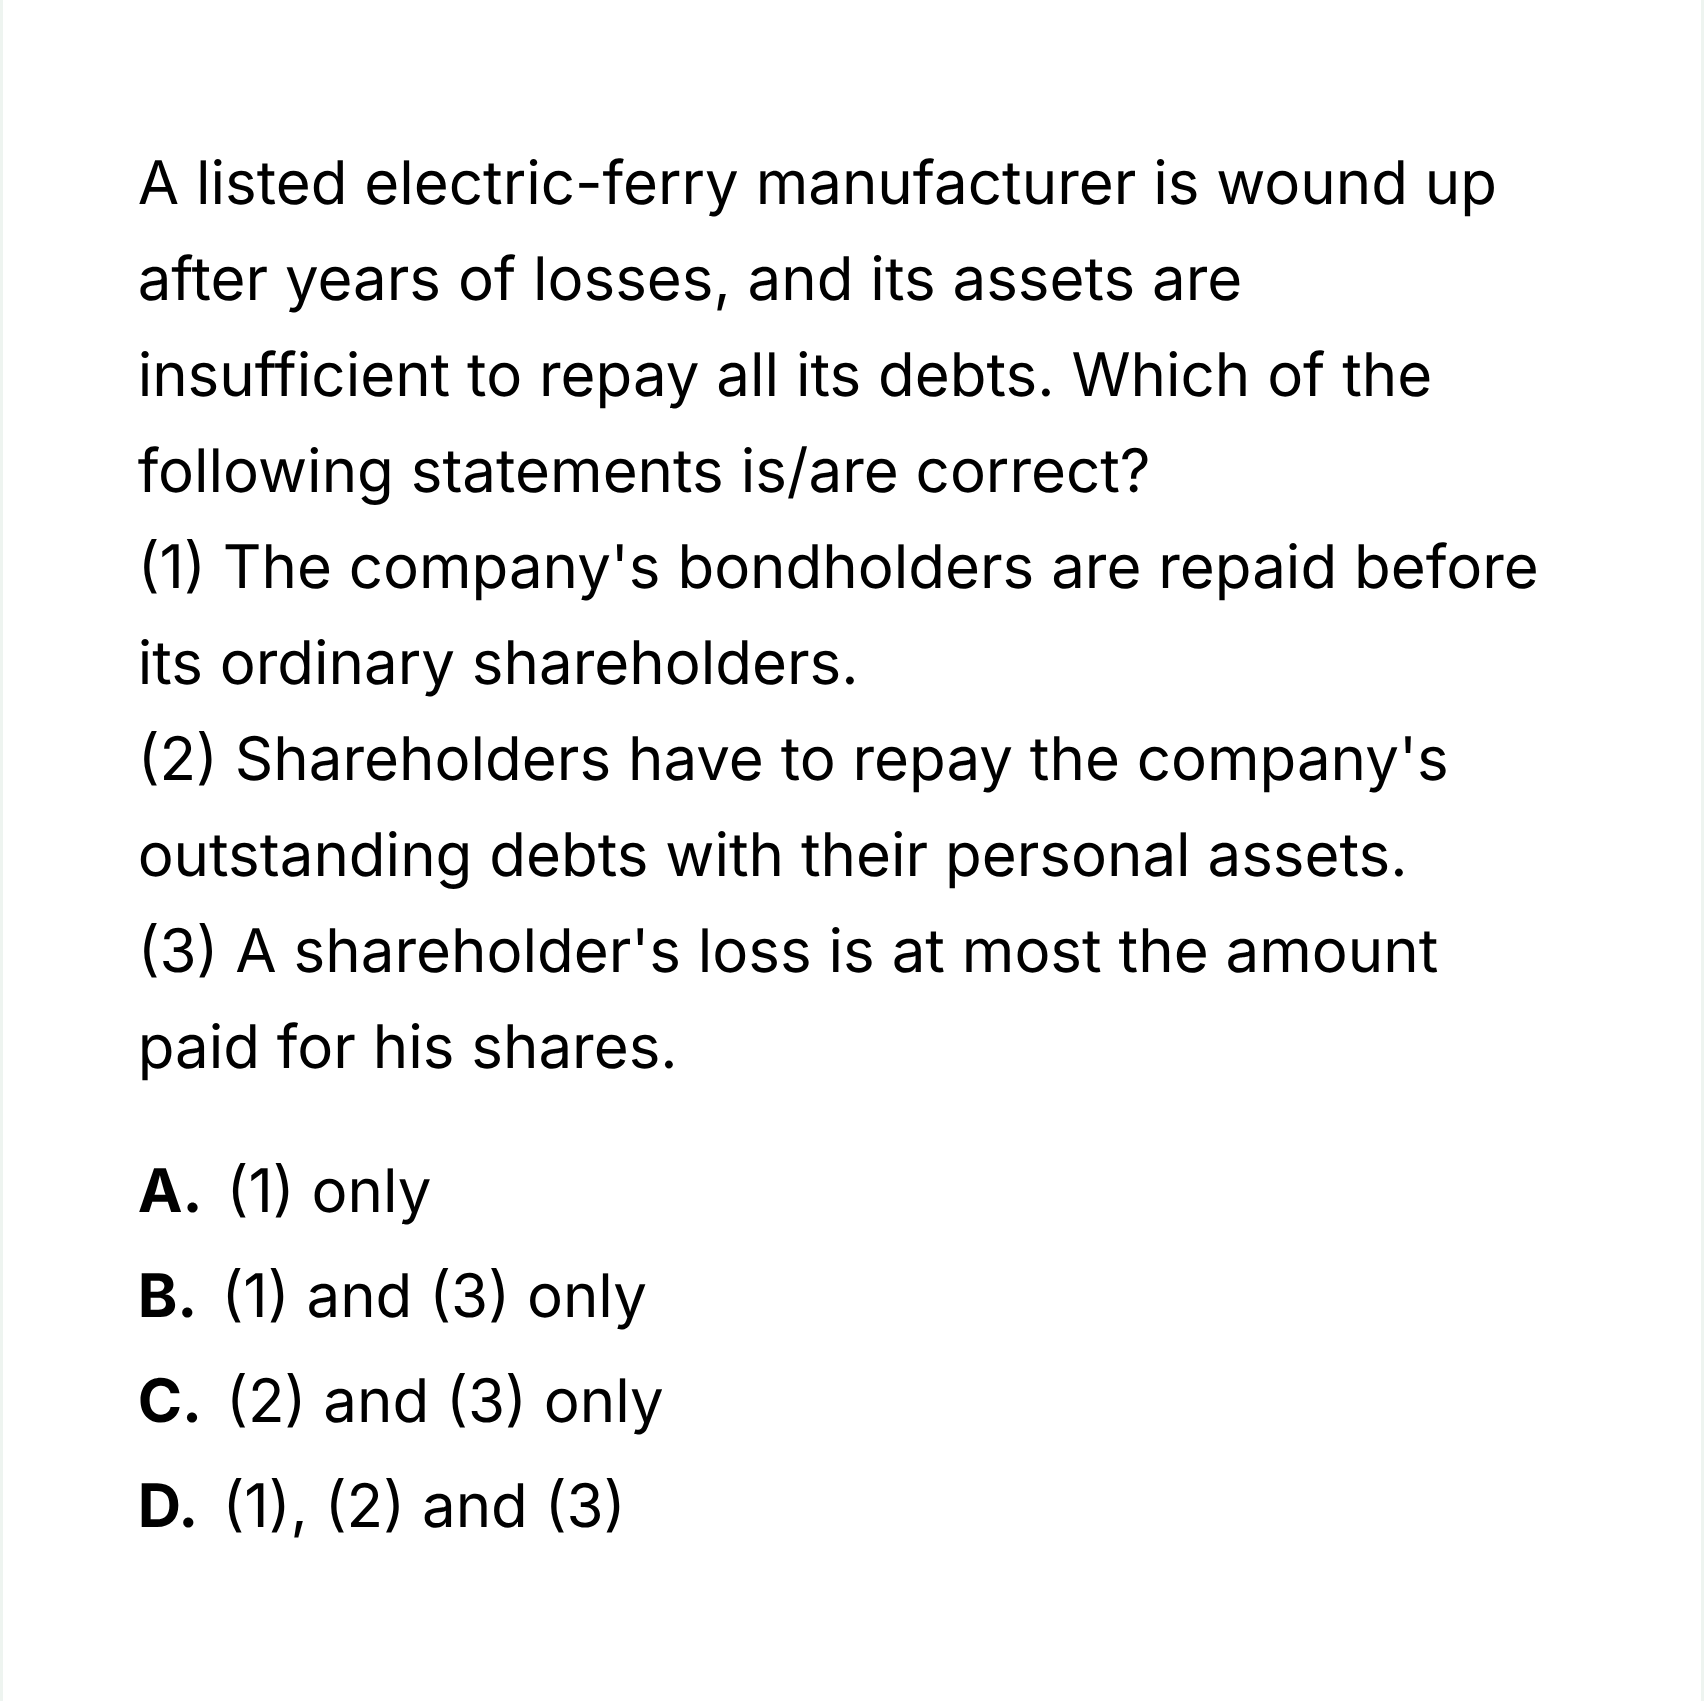 A listed electric-ferry manufacturer is wound up
after years of losses, and its assets are
insufficient to repay all its debts. Which of the
following statements is/are correct?
(1) The company's bondholders are repaid before
its ordinary shareholders.
(2) Shareholders have to repay the company's
outstanding debts with their personal assets.
(3) A shareholder's loss is at most the amount
paid for his shares.
A. (1) only
B. (1) and (3) only
C. (2) and (3) only
D. (1), (2) and (3)